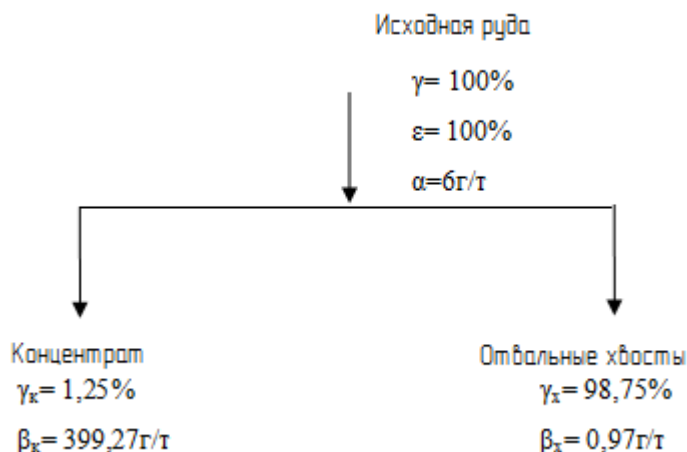 Исходная руда
γ= 100%
ε= 100%
α=6г/т
Концентрат
γк= 1,25%
βк= 399,27г/т
Отвальные хвосты
γх= 98,75%
βх= 0,97г/т